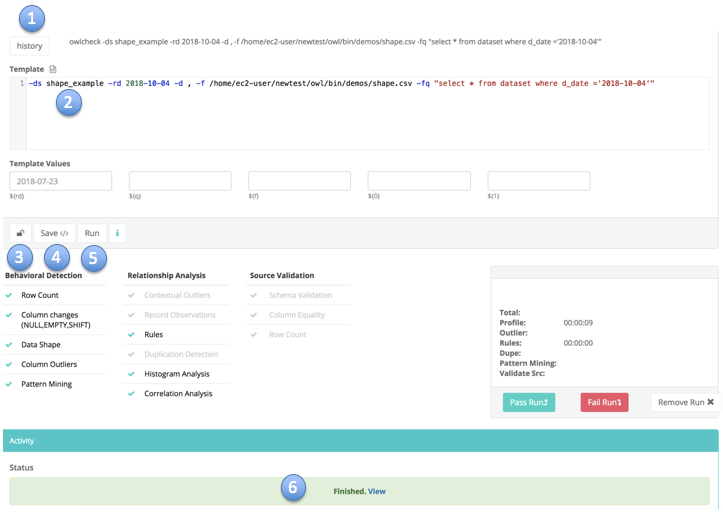 1
history
owlcheck -ds shape_example -rd 2018-10-04 -d , -f /home/ec2-user/newtest/owl/bin/demos/shape.csv -fq "select * from dataset where d_date ='2018-10-04'"
Template
1 -ds shape_example -rd 2018-10-04 -d , -f /home/ec2-user/newtest/owl/bin/demos/shape.csv -fq "select * from dataset where d_date ='2018-10-04'"
2
Template Values
2018-07-23
${rd} ${q} ${f} ${0} ${1}
Save </> Run i
3 4 5
Behavioral Detection
Row Count
Column changes
(NULL,EMPTY,SHIFT)
Data Shape
Column Outliers
Pattern Mining
Relationship Analysis
Contextual Outliers
Record Observations
Rules
Duplication Detection
Histogram Analysis
Correlation Analysis
Source Validation
Schema Validation
Column Equality
Row Count
Total:
Profile: 00:00:09
Outlier:
Rules: 00:00:00
Dupe:
Pattern Mining:
Validate Src:
Pass Run Fail Run Remove Run
Activity
Status
6
Finished. View